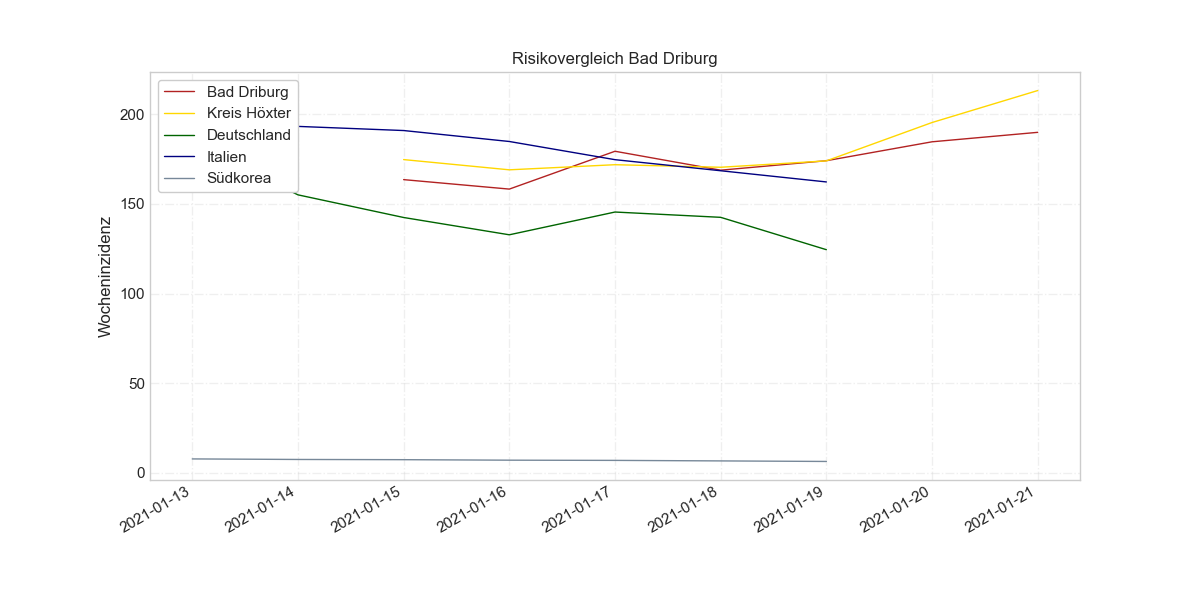 Risikovergleich Bad Driburg
Bad Driburg
Kreis Höxter
Deutschland
Italien
Südkorea
Wocheninzidenz
200
150
100
50
0
2021-01-13
2021-01-14
2021-01-15
2021-01-16
2021-01-17
2021-01-18
2021-01-19
2021-01-20
2021-01-21